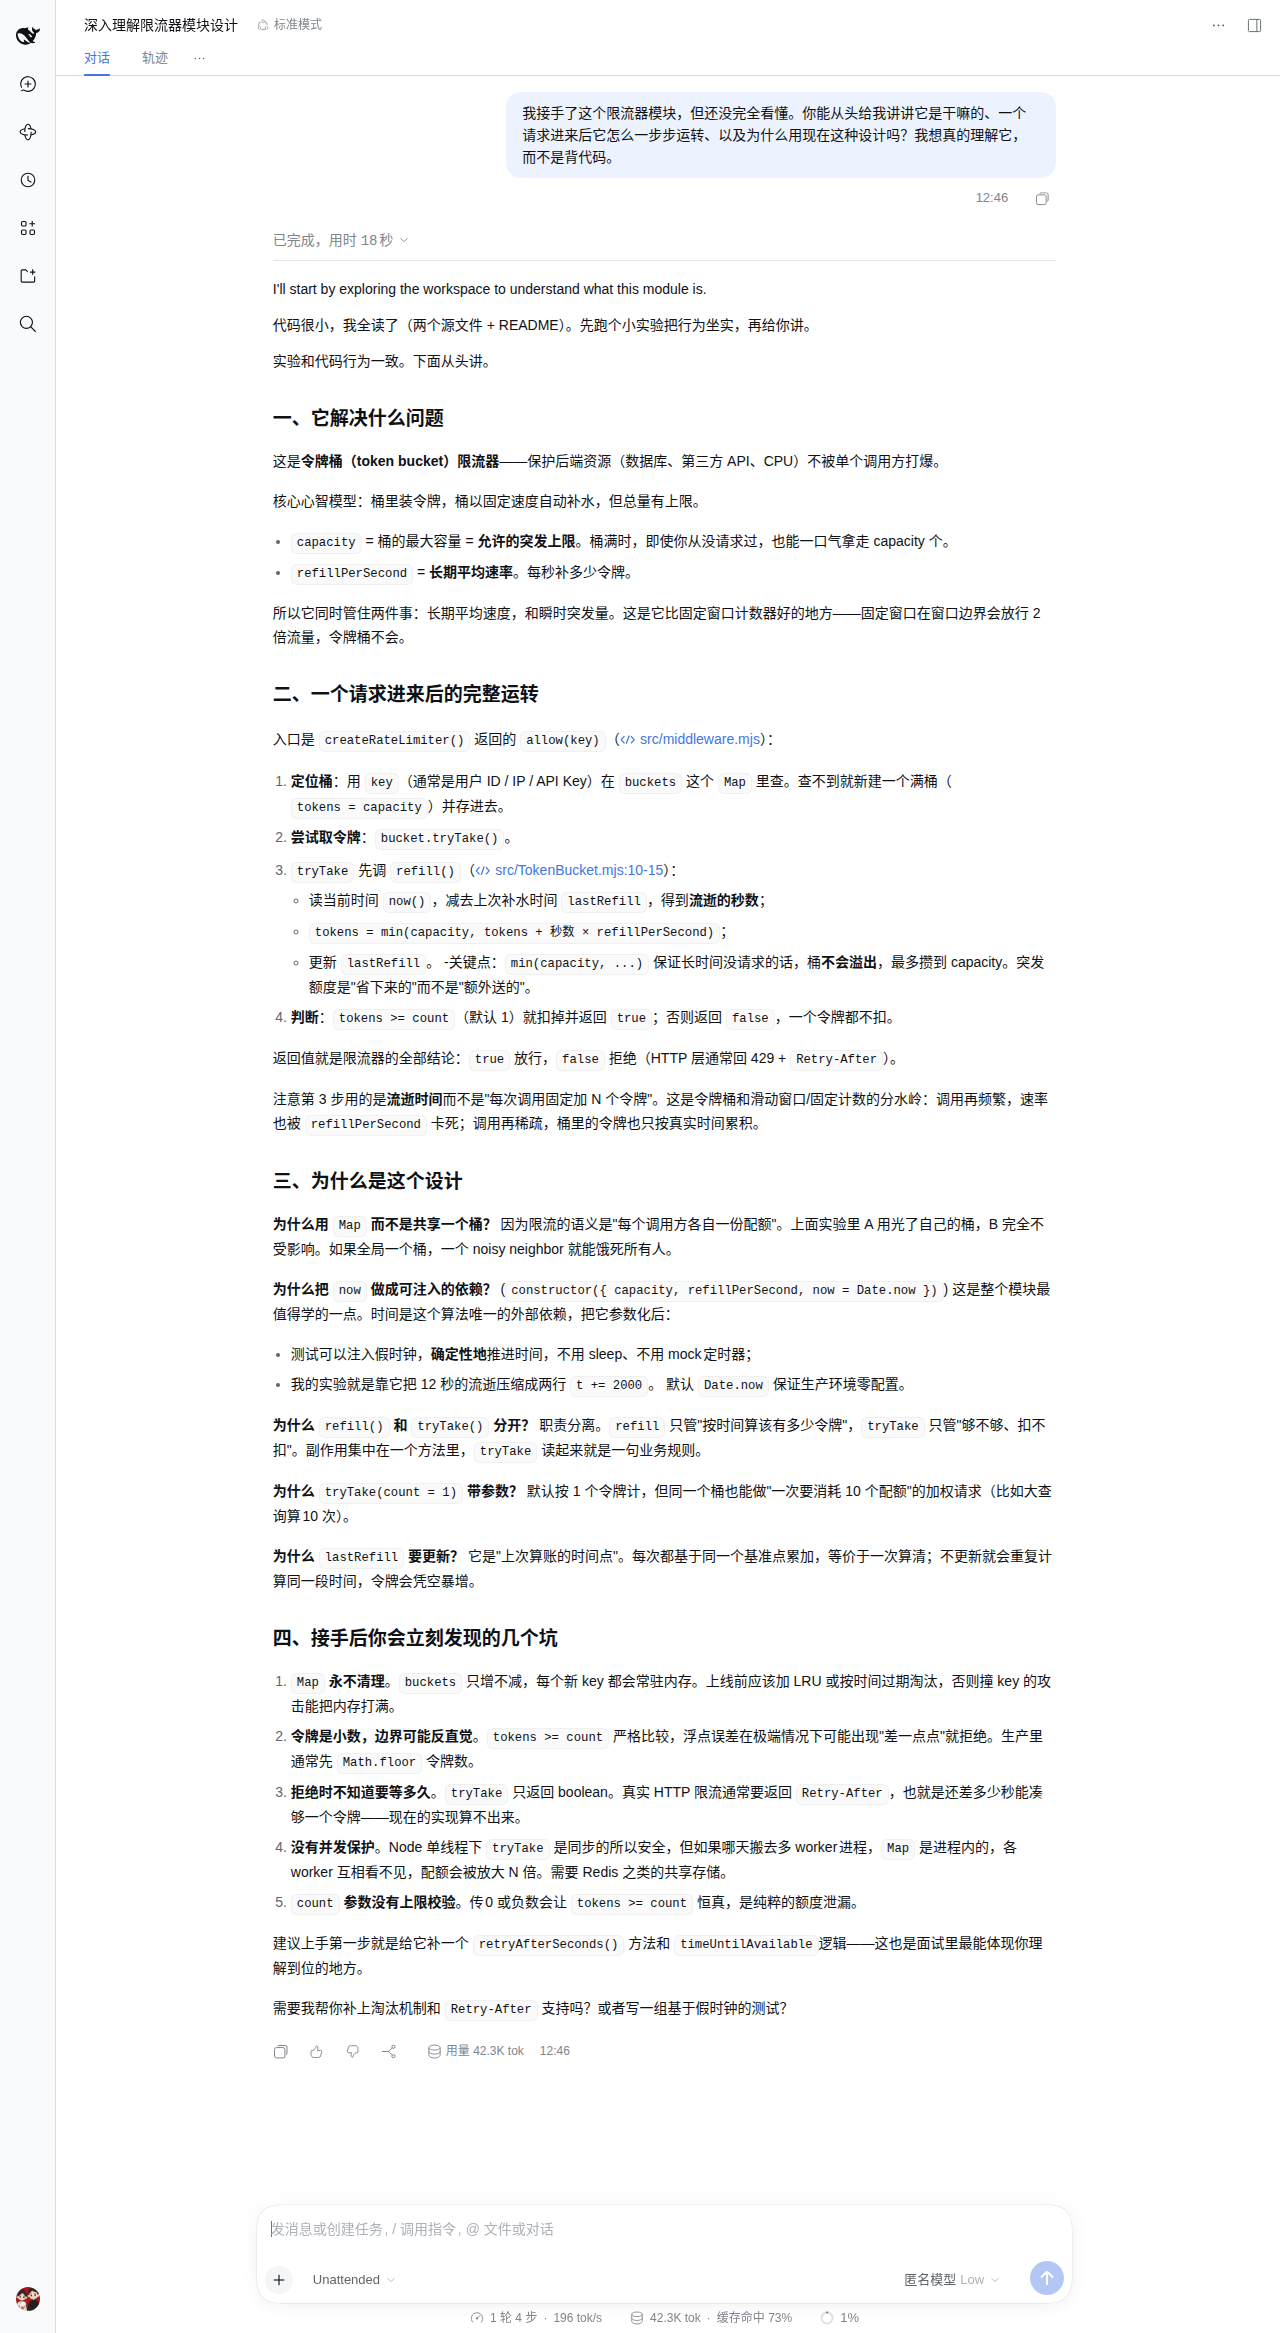 深入理解限流器模块设计 标准模式
对话 轨迹 ···
我接手了这个限流器模块，但还没完全看懂。你能从头给我讲讲它是干嘛的、一个
请求进来后它怎么一步步运转、以及为什么用现在这种设计吗？我想真的理解它，
而不是背代码。
12:46
已完成，用时 18秒
I'll start by exploring the workspace to understand what this module is.
代码很小，我全读了（两个源文件 + README）。先跑个小实验把行为坐实，再给你讲。
实验和代码行为一致。下面从头讲。
一、它解决什么问题
这是令牌桶（token bucket）限流器——保护后端资源（数据库、第三方 API、CPU）不被单个调用方打爆。
核心心智模型：桶里装令牌，桶以固定速度自动补水，但总量有上限。
• capacity = 桶的最大容量 = 允许的突发上限。桶满时，即使你从没请求过，也能一口气拿走 capacity 个。
• refillPerSecond = 长期平均速率。每秒补多少令牌。
所以它同时管住两件事：长期平均速度，和瞬时突发量。这是它比固定窗口计数器好的地方——固定窗口在窗口边界会放行 2
倍流量，令牌桶不会。
二、一个请求进来后的完整运转
入口是 createRateLimiter() 返回的 allow(key)（</> src/middleware.mjs）：
1. 定位桶：用 key（通常是用户 ID / IP / API Key）在 buckets 这个 Map 里查。查不到就新建一个满桶（
tokens = capacity ）并存进去。
2. 尝试取令牌：bucket.tryTake() 。
3. tryTake 先调 refill()（</> src/TokenBucket.mjs:10-15）：
◦ 读当前时间 now()，减去上次补水时间 lastRefill，得到流逝的秒数；
◦ tokens = min(capacity, tokens + 秒数 × refillPerSecond)；
◦ 更新 lastRefill。 -关键点：min(capacity, ...) 保证长时间没请求的话，桶不会溢出，最多攒到 capacity。突发
额度是"省下来的"而不是"额外送的"。
4. 判断：tokens >= count（默认 1）就扣掉并返回 true；否则返回 false，一个令牌都不扣。
返回值就是限流器的全部结论：true 放行，false 拒绝（HTTP 层通常回 429 + Retry-After）。
注意第 3 步用的是流逝时间而不是"每次调用固定加 N 个令牌"。这是令牌桶和滑动窗口/固定计数的分水岭：调用再频繁，速率
也被 refillPerSecond 卡死；调用再稀疏，桶里的令牌也只按真实时间累积。
三、为什么是这个设计
为什么用 Map 而不是共享一个桶？ 因为限流的语义是"每个调用方各自一份配额"。上面实验里 A 用光了自己的桶，B 完全不
受影响。如果全局一个桶，一个 noisy neighbor 就能饿死所有人。
为什么把 now 做成可注入的依赖？ ( constructor({ capacity, refillPerSecond, now = Date.now }) ) 这是整个模块最
值得学的一点。时间是这个算法唯一的外部依赖，把它参数化后：
• 测试可以注入假时钟，确定性地推进时间，不用 sleep、不用 mock定时器；
• 我的实验就是靠它把 12 秒的流逝压缩成两行 t += 2000。 默认 Date.now 保证生产环境零配置。
为什么 refill() 和 tryTake() 分开？ 职责分离。refill 只管"按时间算该有多少令牌"，tryTake 只管"够不够、扣不
扣"。副作用集中在一个方法里，tryTake 读起来就是一句业务规则。
为什么 tryTake(count = 1) 带参数？ 默认按 1 个令牌计，但同一个桶也能做"一次要消耗 10 个配额"的加权请求（比如大查
询算10 次）。
为什么 lastRefill 要更新？ 它是"上次算账的时间点"。每次都基于同一个基准点累加，等价于一次算清；不更新就会重复计
算同一段时间，令牌会凭空暴增。
四、接手后你会立刻发现的几个坑
1. Map 永不清理。buckets 只增不减，每个新 key 都会常驻内存。上线前应该加 LRU 或按时间过期淘汰，否则撞 key 的攻
击能把内存打满。
2. 令牌是小数，边界可能反直觉。tokens >= count 严格比较，浮点误差在极端情况下可能出现"差一点点"就拒绝。生产里
通常先 Math.floor 令牌数。
3. 拒绝时不知道要等多久。tryTake 只返回 boolean。真实 HTTP 限流通常要返回 Retry-After，也就是还差多少秒能凑
够一个令牌——现在的实现算不出来。
4. 没有并发保护。Node 单线程下 tryTake 是同步的所以安全，但如果哪天搬去多 worker进程，Map 是进程内的，各
worker 互相看不见，配额会被放大 N 倍。需要 Redis 之类的共享存储。
5. count 参数没有上限校验。传0 或负数会让 tokens >= count 恒真，是纯粹的额度泄漏。
建议上手第一步就是给它补一个 retryAfterSeconds() 方法和 timeUntilAvailable逻辑——这也是面试里最能体现你理
解到位的地方。
需要我帮你补上淘汰机制和 Retry-After 支持吗？或者写一组基于假时钟的测试？
用量 42.3K tok 12:46
发消息或创建任务, / 调用指令, @ 文件或对话
Unattended 匿名模型 Low
1 轮 4 步 · 196 tok/s 42.3K tok · 缓存命中 73% 1%